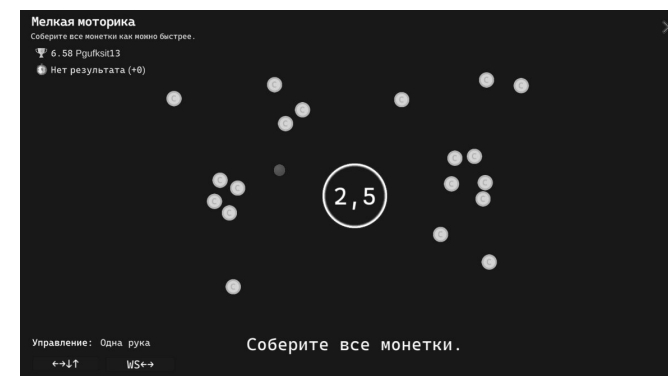 Мелкая моторика
Соберите все монетки как можно быстрее.
6.58 Pgufksit13
Нет результата (+0)
2,5
Соберите все монетки.
Управление: Одна рука
←→↓↑ WS←→